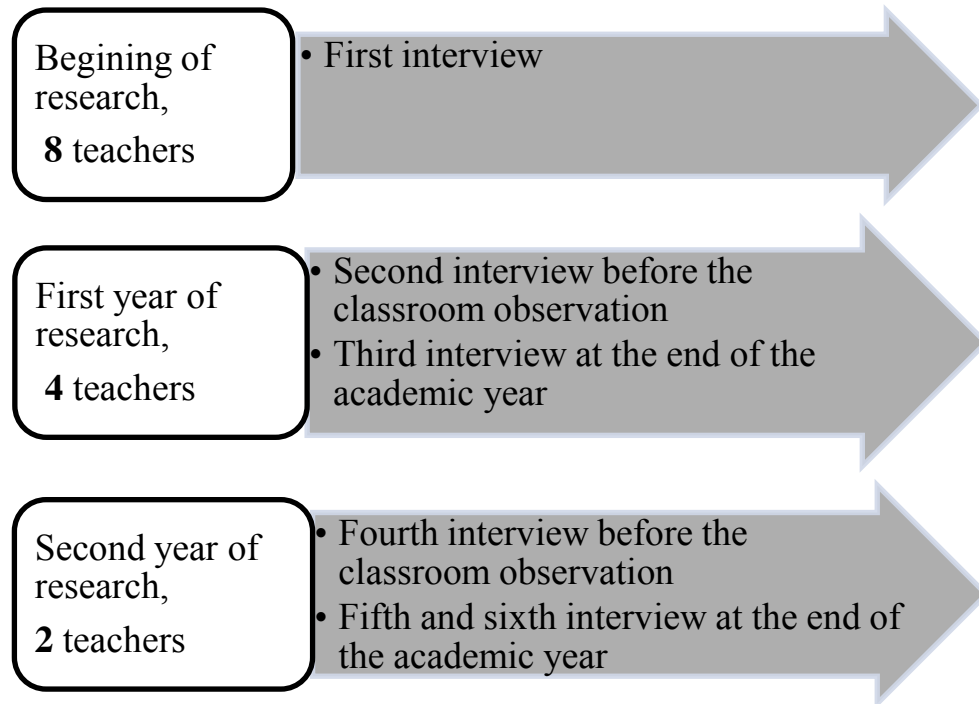 Begining of
research,
8 teachers
• First interview
First year of
research,
4 teachers
• Second interview before the
classroom observation
• Third interview at the end of the
academic year
Second year of
research,
2 teachers
• Fourth interview before the
classroom observation
• Fifth and sixth interview at the end of
the academic year